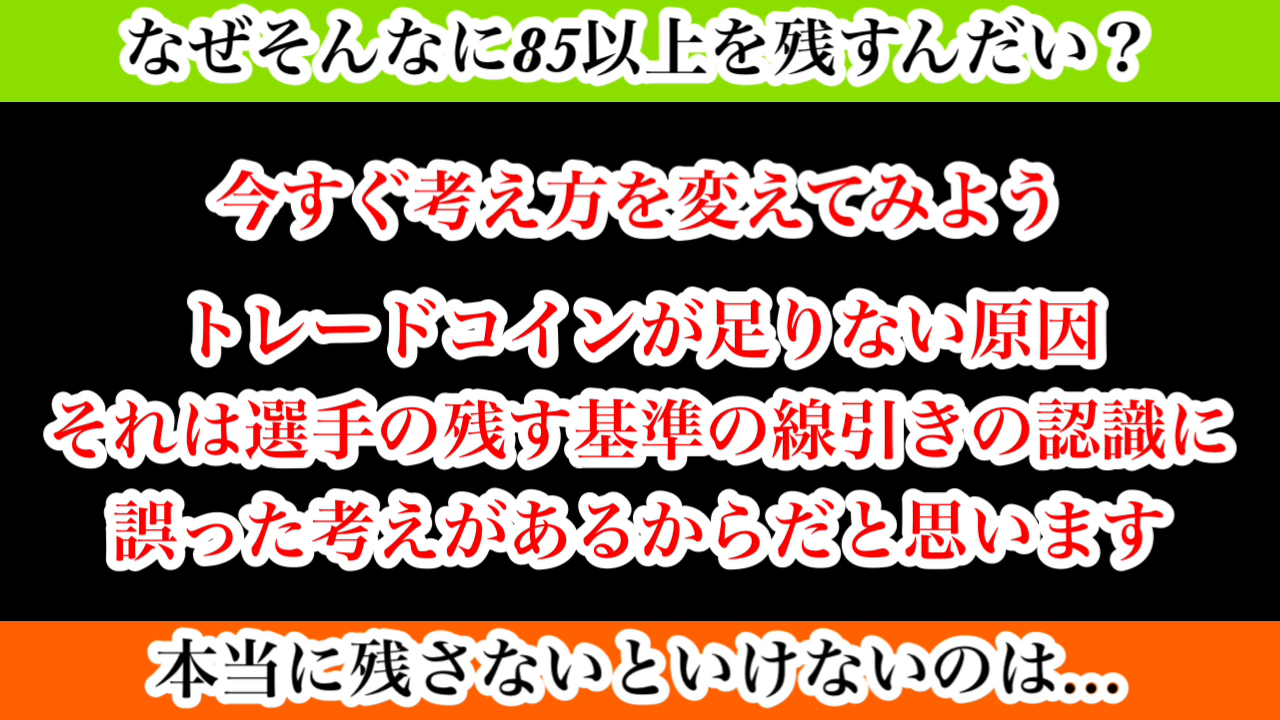 なぜそんなに85以上を残すんだい？
今すぐ考え方を変えてみよう
トレードコインが足りない原因
それは選手の残す基準の線引きの認識に
誤った考えがあるからだと思います
本当に残さないといけないのは…